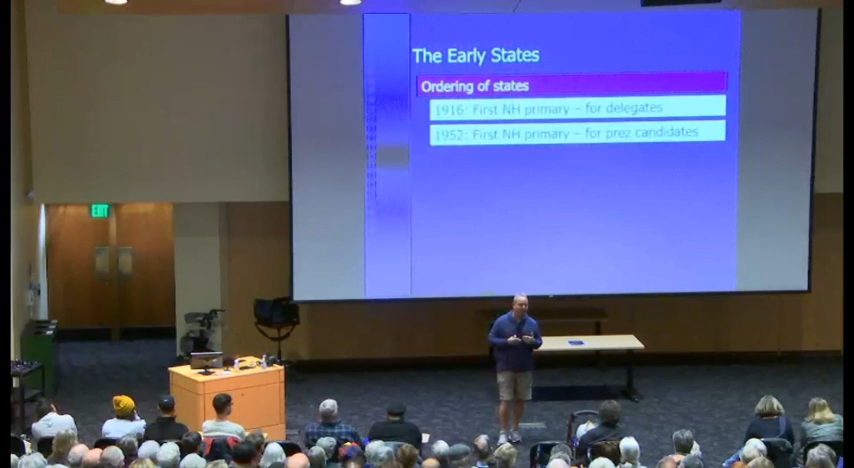 The Early States
Ordering of states
1916: First NH primary – for delegates
1952: First NH primary – for prez candidates
EXIT